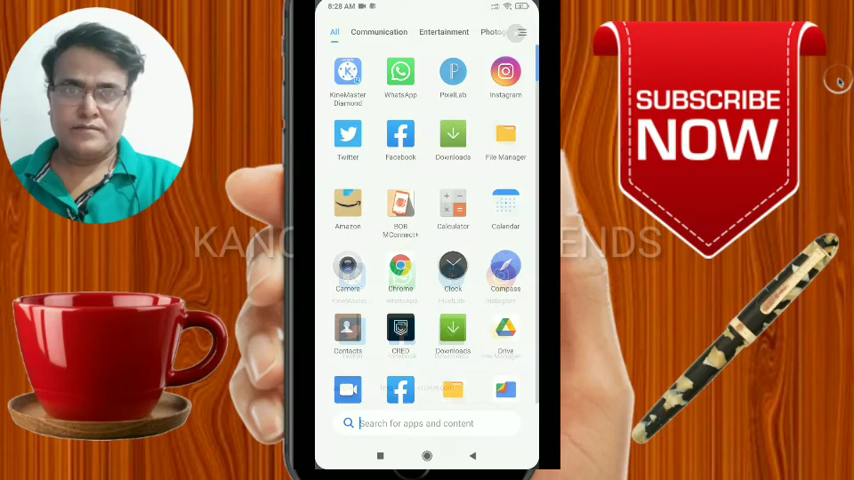 8:28 AM
All Communication Entertainment
KineMaster Diamond
WhatsApp
PixelLab
Instagram
Twitter
Facebook
Downloads
File Manager
Amazon
BOB MConnect+
Calculator
Calendar
Camera
Chrome
Clock
Compass
Contacts
CRED
Downloads
Drive
Search for apps and content
SUBSCRIBE
NOW